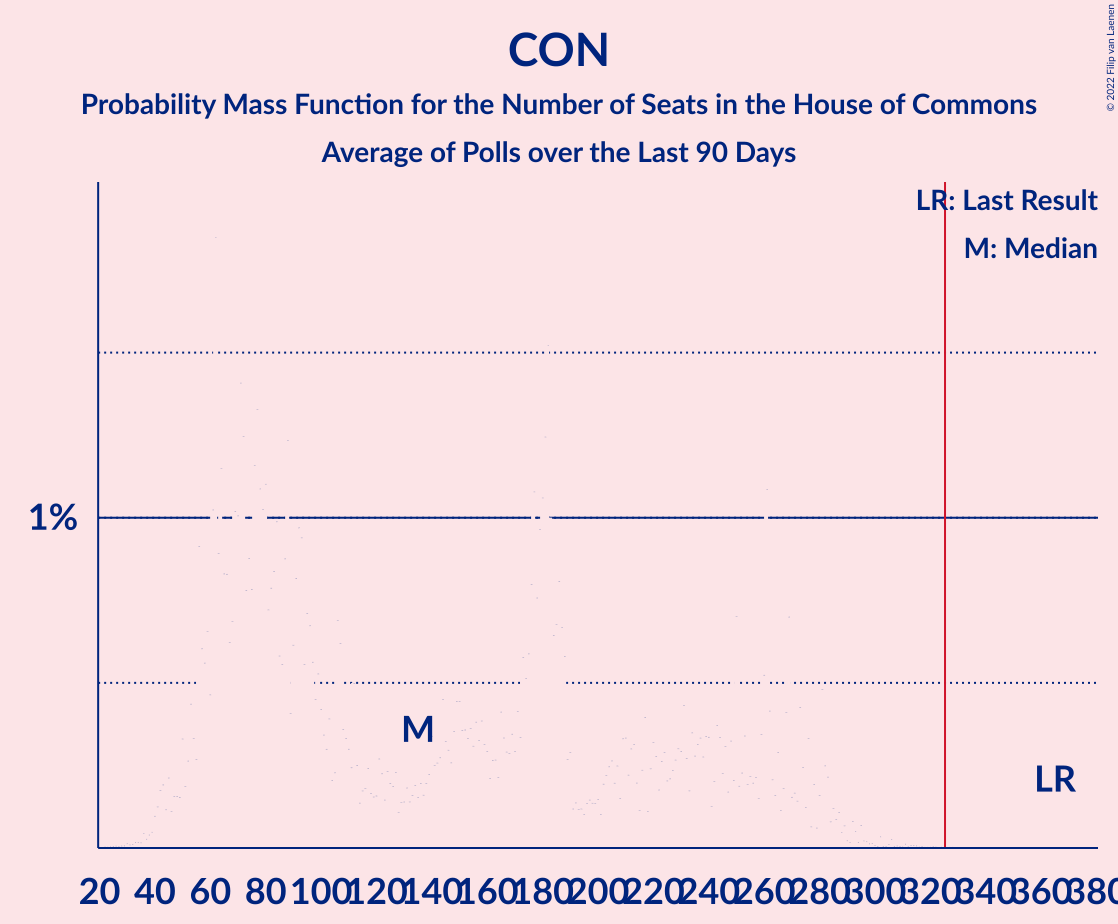 CON
Probability Mass Function for the Number of Seats in the House of Commons
Average of Polls over the Last 90 Days
© 2022 Filip van Laenen
LR: Last Result
M: Median
1%
M
LR
20 40 60 80 100 120 140 160 180 200 220 240 260 280 300 320 340 360 380